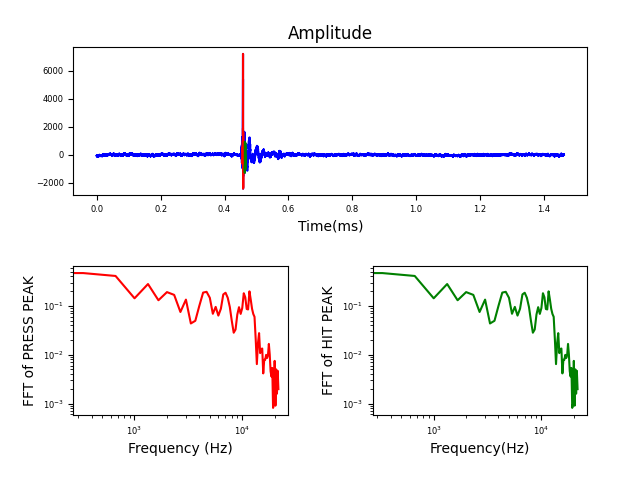 Amplitude
6000
4000
2000
0
−2000
0.0 0.2 0.4 0.6 0.8 1.0 1.2 1.4
Time(ms)
FFT of PRESS PEAK
10⁻¹
10⁻²
10⁻³
10³ 10⁴
Frequency (Hz)
FFT of HIT PEAK
10⁻¹
10⁻²
10⁻³
10³ 10⁴
Frequency(Hz)